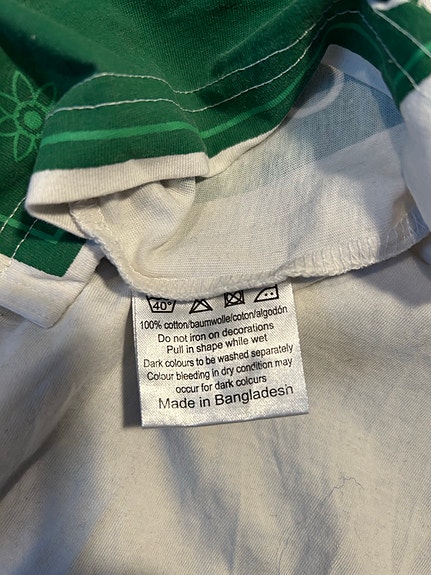 40°
100% cotton/baumwolle/coton/algodón
Do not iron on decorations
Pull in shape while wet
Dark colours to be washed separately
Colour bleeding in dry condition may
occur for dark colours
Made in Bangladesh